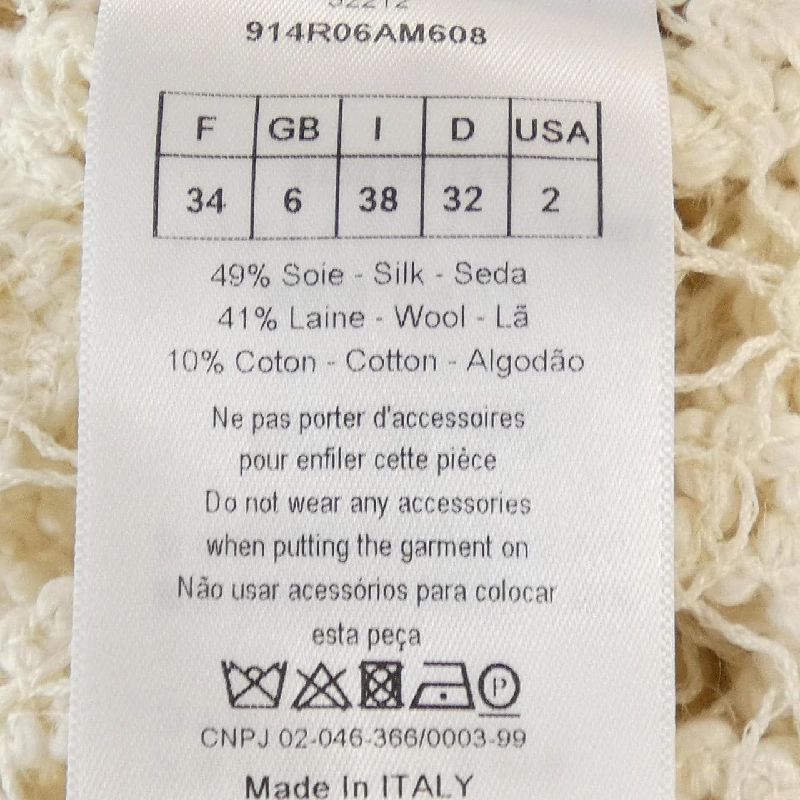 914R06AM608
F GB I D USA
34 6 38 32 2
49% Soie - Silk - Seda
41% Laine - Wool - Lã
10% Coton - Cotton - Algodão
Ne pas porter d'accessoires
pour enfiler cette pièce
Do not wear any accessories
when putting the garment on
Não usar acessórios para colocar
esta peça
P
CNPJ 02-046-366/0003-99
Made In ITALY